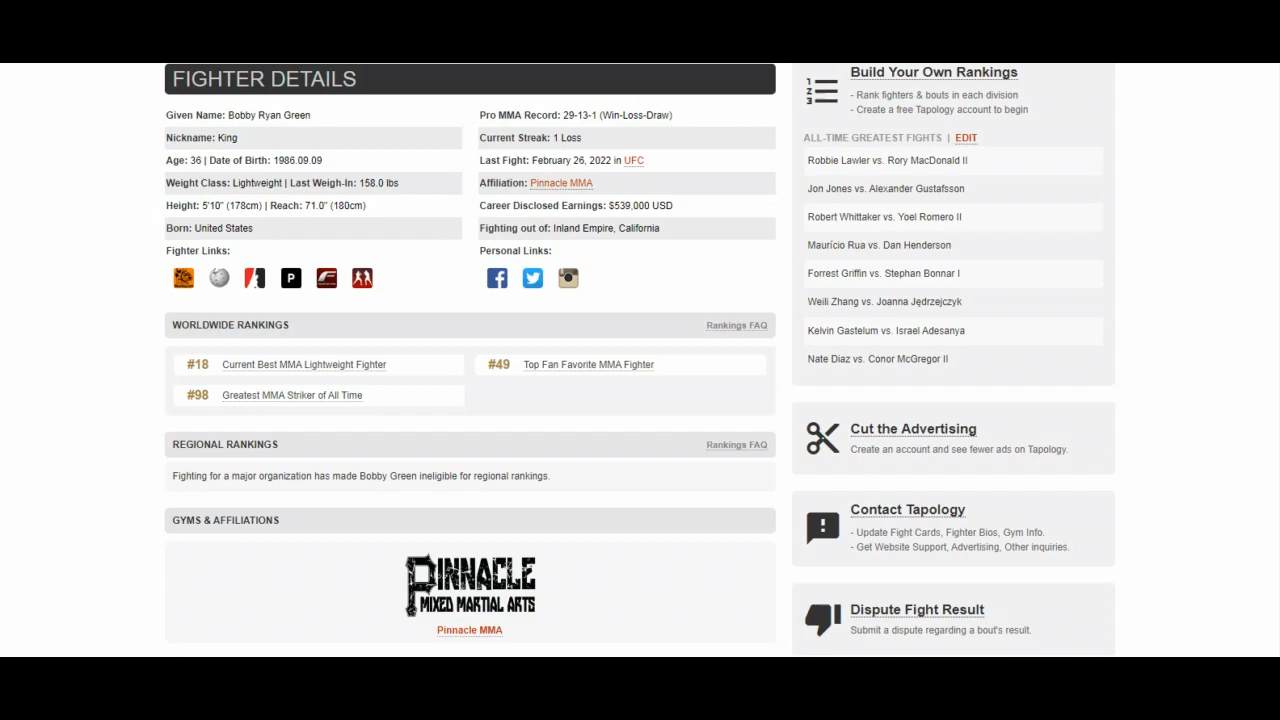 FIGHTER DETAILS
Given Name: Bobby Ryan Green
Pro MMA Record: 29-13-1 (Win-Loss-Draw)
Nickname: King
Current Streak: 1 Loss
Age: 36 | Date of Birth: 1986.09.09
Last Fight: February 26, 2022 in UFC
Weight Class: Lightweight | Last Weigh-In: 158.0 lbs
Affiliation: Pinnacle MMA
Height: 5'10" (178cm) | Reach: 71.0" (180cm)
Career Disclosed Earnings: $539,000 USD
Born: United States
Fighting out of: Inland Empire, California
Fighter Links:
Personal Links:
P
WORLDWIDE RANKINGS
Rankings FAQ
#18 Current Best MMA Lightweight Fighter
#49 Top Fan Favorite MMA Fighter
#98 Greatest MMA Striker of All Time
REGIONAL RANKINGS
Rankings FAQ
Fighting for a major organization has made Bobby Green ineligible for regional rankings.
GYMS & AFFILIATIONS
PINNACLE
MIXED MARTIAL ARTS
Pinnacle MMA
1
2
3
Build Your Own Rankings
- Rank fighters & bouts in each division
- Create a free Tapology account to begin
ALL-TIME GREATEST FIGHTS | EDIT
Robbie Lawler vs. Rory MacDonald II
Jon Jones vs. Alexander Gustafsson
Robert Whittaker vs. Yoel Romero II
Maurício Rua vs. Dan Henderson
Forrest Griffin vs. Stephan Bonnar I
Weili Zhang vs. Joanna Jędrzejczyk
Kelvin Gastelum vs. Israel Adesanya
Nate Diaz vs. Conor McGregor II
Cut the Advertising
Create an account and see fewer ads on Tapology.
Contact Tapology
- Update Fight Cards, Fighter Bios, Gym Info.
- Get Website Support, Advertising, Other inquiries.
Dispute Fight Result
Submit a dispute regarding a bout's result.